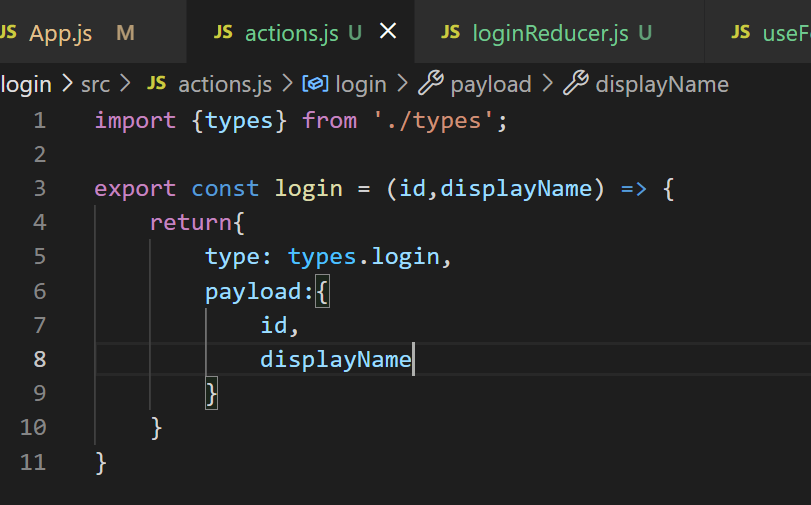 JS App.js M JS actions.js U JS loginReducer.js U JS useF
login > src > JS actions.js > login > payload > displayName
1 import {types} from './types';
2
3 export const login = (id,displayName) => {
4 return{
5 type: types.login,
6 payload:{
7 id,
8 displayName
9 }
10 }
11 }